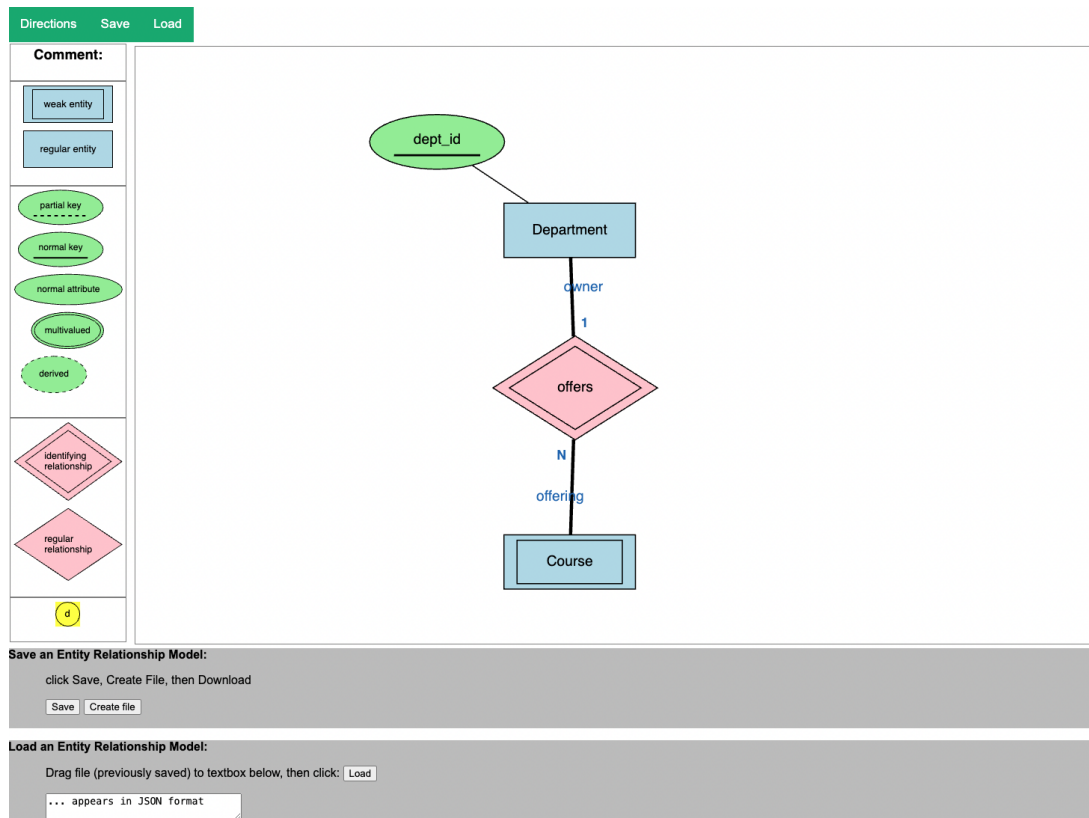 Directions Save Load
Comment:
weak entity
regular entity
partial key
normal key
normal attribute
multivalued
derived
identifying
relationship
regular
relationship
d
dept_id
Department
owner
1
offers
N
offering
Course
Save an Entity Relationship Model:
click Save, Create File, then Download
Save Create file
Load an Entity Relationship Model:
Drag file (previously saved) to textbox below, then click: Load
... appears in JSON format